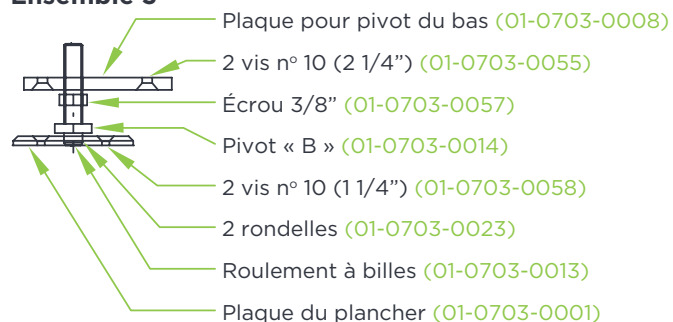 Ensemble 3
Plaque pour pivot du bas (01-0703-0008)
2 vis nº 10 (2 1/4”) (01-0703-0055)
Écrou 3/8” (01-0703-0057)
Pivot « B » (01-0703-0014)
2 vis nº 10 (1 1/4”) (01-0703-0058)
2 rondelles (01-0703-0023)
Roulement à billes (01-0703-0013)
Plaque du plancher (01-0703-0001)